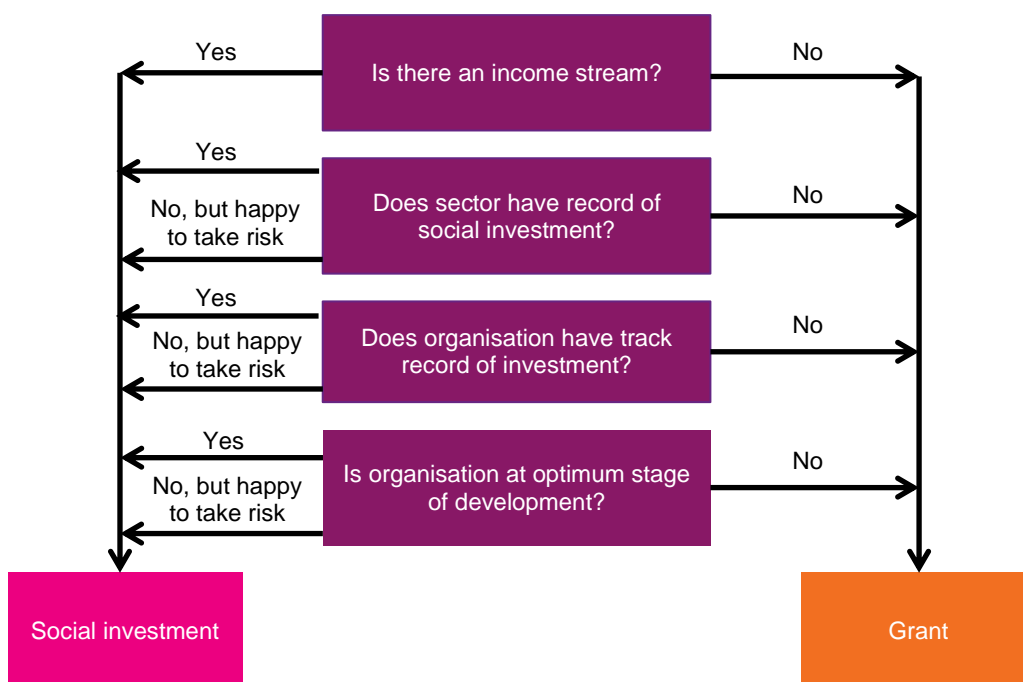 Yes
Is there an income stream?
No
Yes
No, but happy
to take risk
Does sector have record of
social investment?
No
Yes
No, but happy
to take risk
Does organisation have track
record of investment?
No
Yes
No, but happy
to take risk
Is organisation at optimum stage
of development?
No
Social investment
Grant